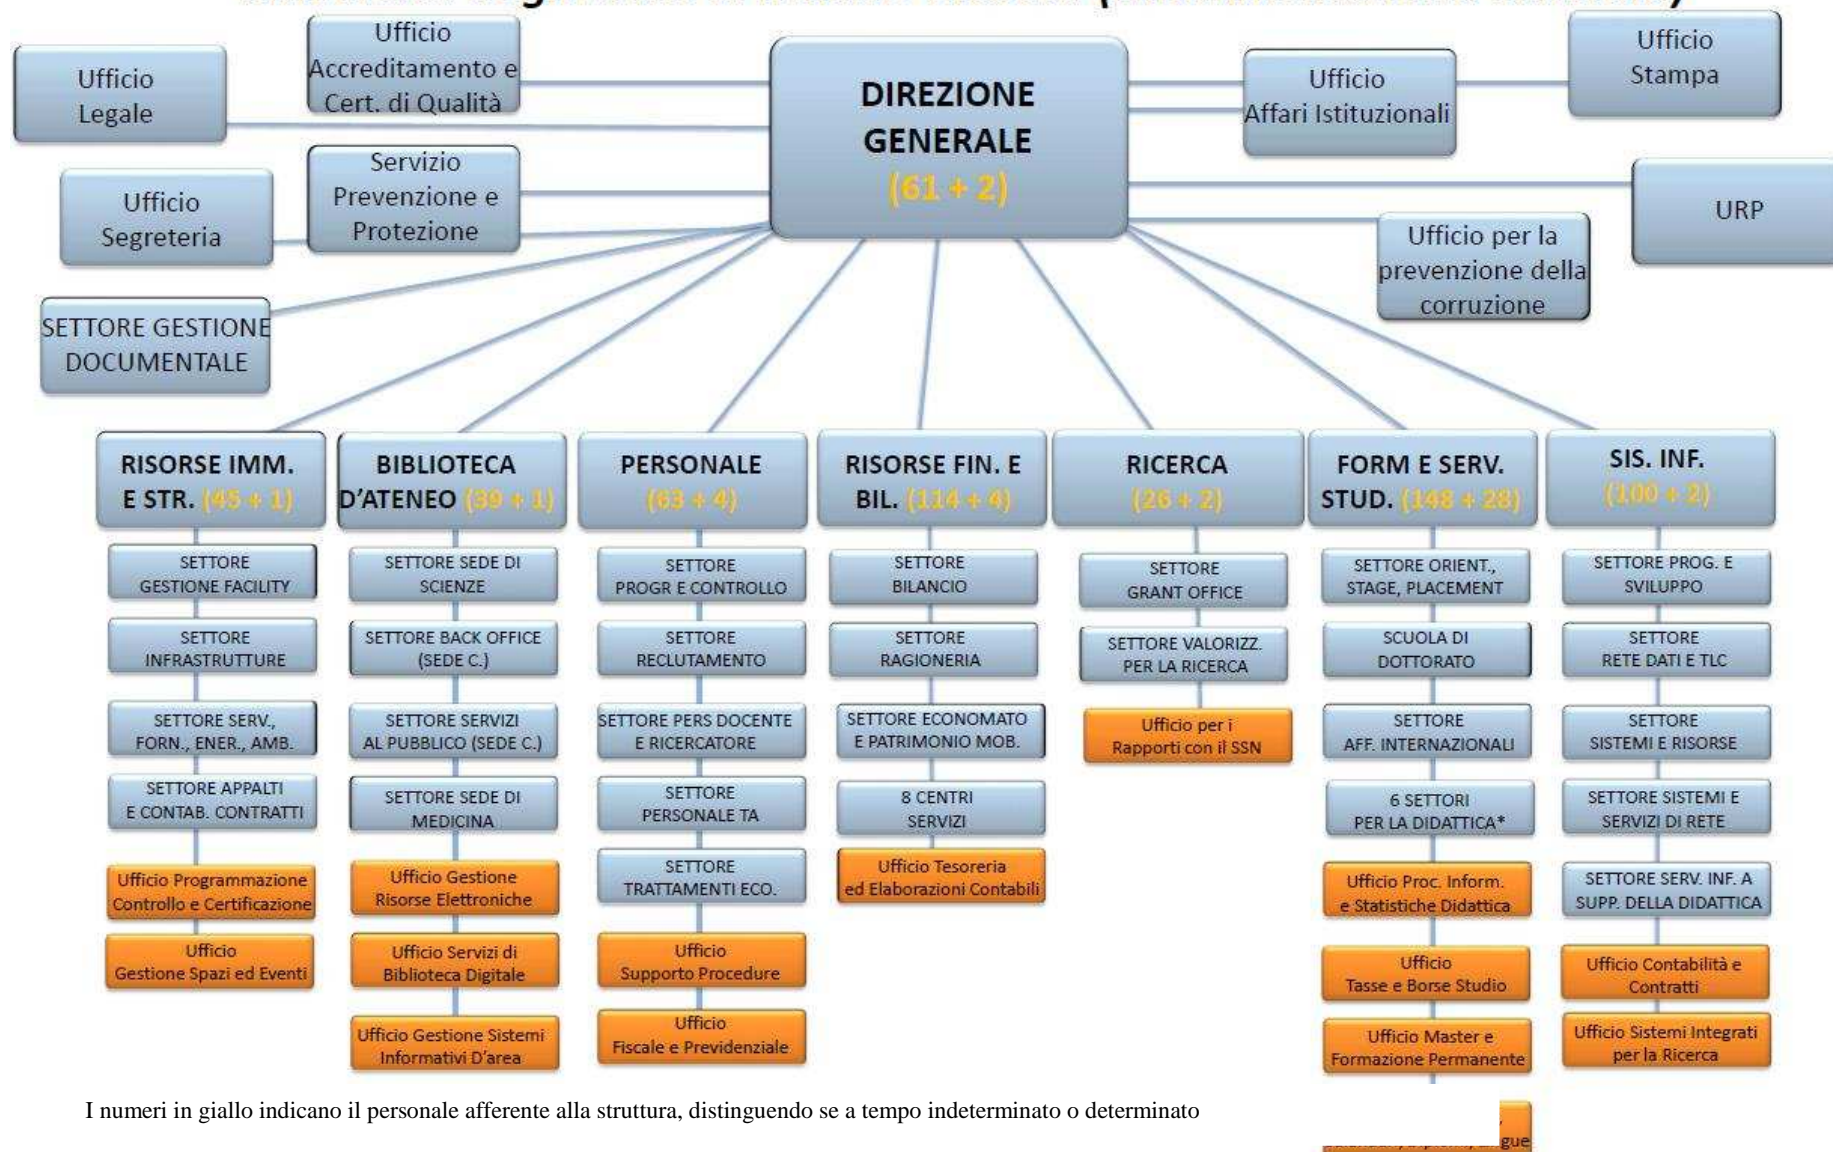 Ufficio
Legale
Ufficio
Accreditamento e
Cert. di Qualità
Ufficio
Segreteria
Servizio
Prevenzione e
Protezione
SETTORE GESTIONE
DOCUMENTALE
DIREZIONE
GENERALE
(61 + 2)
Ufficio
Affari Istituzionali
Ufficio
Stampa
URP
Ufficio per la
prevenzione della
corruzione
RISORSE IMM.
E STR. (45 + 1)
SETTORE
GESTIONE FACILITY
SETTORE
INFRASTRUTTURE
SETTORE SERV.,
FORN., ENER., AMB.
SETTORE APPALTI
E CONTAB. CONTRATTI
Ufficio Programmazione
Controllo e Certificazione
Ufficio
Gestione Spazi ed Eventi
BIBLIOTECA
D'ATENEO (39 + 1)
SETTORE SEDE DI
SCIENZE
SETTORE BACK OFFICE
(SEDE C.)
SETTORE SERVIZI
AL PUBBLICO (SEDE C.)
SETTORE SEDE DI
MEDICINA
Ufficio Gestione
Risorse Elettroniche
Ufficio Servizi di
Biblioteca Digitale
Ufficio Gestione Sistemi
Informativi D'area
PERSONALE
(63 + 4)
SETTORE
PROGR E CONTROLLO
SETTORE
RECLUTAMENTO
SETTORE PERS DOCENTE
E RICERCATORE
SETTORE
PERSONALE TA
SETTORE
TRATTAMENTI ECO.
Ufficio
Supporto Procedure
Ufficio
Fiscale e Previdenziale
RISORSE FIN. E
BIL. (114 + 4)
SETTORE
BILANCIO
SETTORE
RAGIONERIA
SETTORE ECONOMATO
E PATRIMONIO MOB.
8 CENTRI
SERVIZI
Ufficio Tesoreria
ed Elaborazioni Contabili
RICERCA
(26 + 2)
SETTORE
GRANT OFFICE
SETTORE VALORIZZ.
PER LA RICERCA
Ufficio per i
Rapporti con il SSN
FORM E SERV.
STUD. (148 + 28)
SETTORE ORIENT.,
STAGE, PLACEMENT
SCUOLA DI
DOTTORATO
SETTORE
AFF. INTERNAZIONALI
6 SETTORI
PER LA DIDATTICA*
Ufficio Proc. Inform.
e Statistiche Didattica
Ufficio
Tasse e Borse Studio
Ufficio Master e
Formazione Permanente
SIS. INF.
(100 + 2)
SETTORE PROG. E
SVILUPPO
SETTORE
RETE DATI E TLC
SETTORE
SISTEMI E RISORSE
SETTORE SISTEMI E
SERVIZI DI RETE
SETTORE SERV. INF. A
SUPP. DELLA DIDATTICA
Ufficio Contabilità e
Contratti
Ufficio Sistemi Integrati
per la Ricerca
I numeri in giallo indicano il personale afferente alla struttura, distinguendo se a tempo indeterminato o determinato